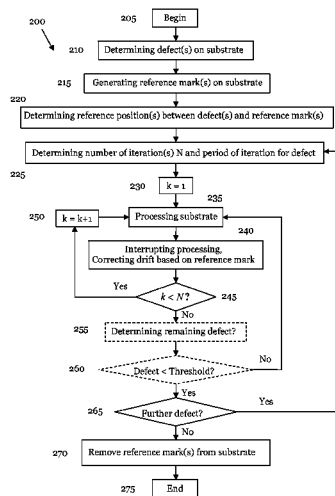 200
205
Begin
210
Determining defect(s) on substrate
215
Generating reference mark(s) on substrate
220
Determining reference position(s) between defect(s) and reference mark(s)
Determining number of iteration(s) N and period of iteration for defect
225
230
k = 1
235
250
k = k+1
Processing substrate
240
Interrupting processing,
Correcting drift based on reference mark
Yes
k < N?
245
No
255
Determining remaining defect?
260
No
Defect < Threshold?
Yes
265
Yes
Further defect?
No
270
Remove reference mark(s) from substrate
275
End